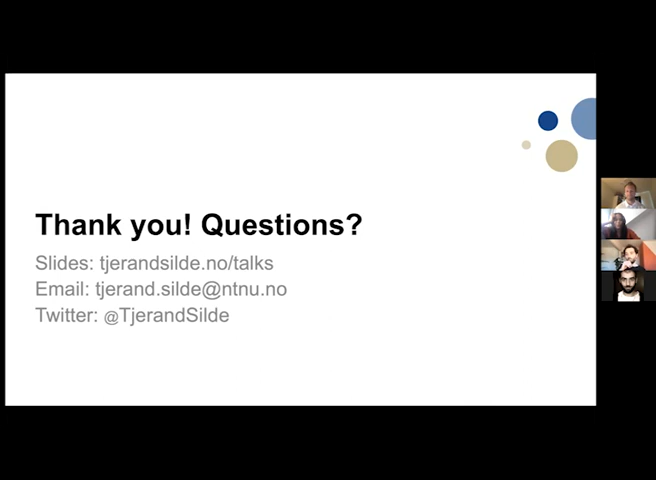 Thank you! Questions?
Slides: tjerandsilde.no/talks
Email: tjerand.silde@ntnu.no
Twitter: @TjerandSilde